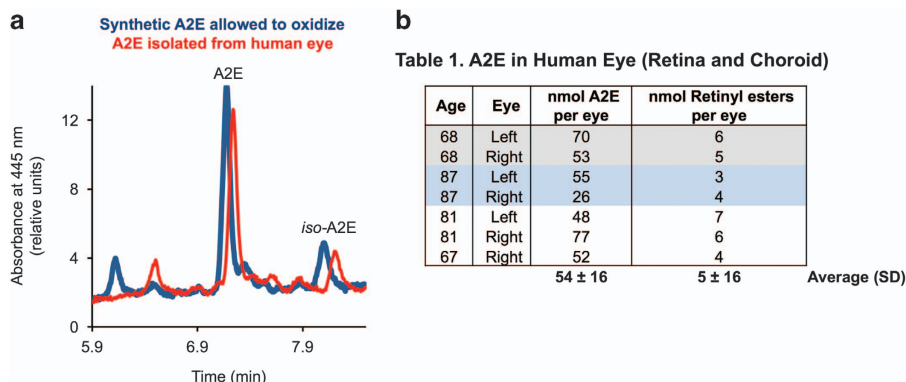 a
Synthetic A2E allowed to oxidize
A2E isolated from human eye
A2E
iso-A2E
Absorbance at 445 nm
(relative units)
12
8
4
0
5.9 6.9 7.9
Time (min)
b
Table 1. A2E in Human Eye (Retina and Choroid)
Age Eye nmol A2E per eye nmol Retinyl esters per eye
68 Left 70 6
68 Right 53 5
87 Left 55 3
87 Right 26 4
81 Left 48 7
81 Right 77 6
67 Right 52 4
54 ± 16 5 ± 16 Average (SD)